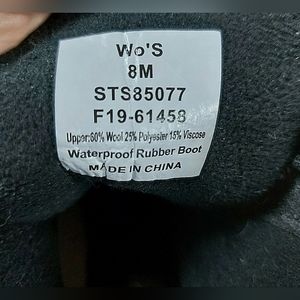 Wo'S
8M
STS85077
F19-61458
Upper:60% Wool 25% Polyester 15% Viscose
Waterproof Rubber Boot
MADE IN CHINA